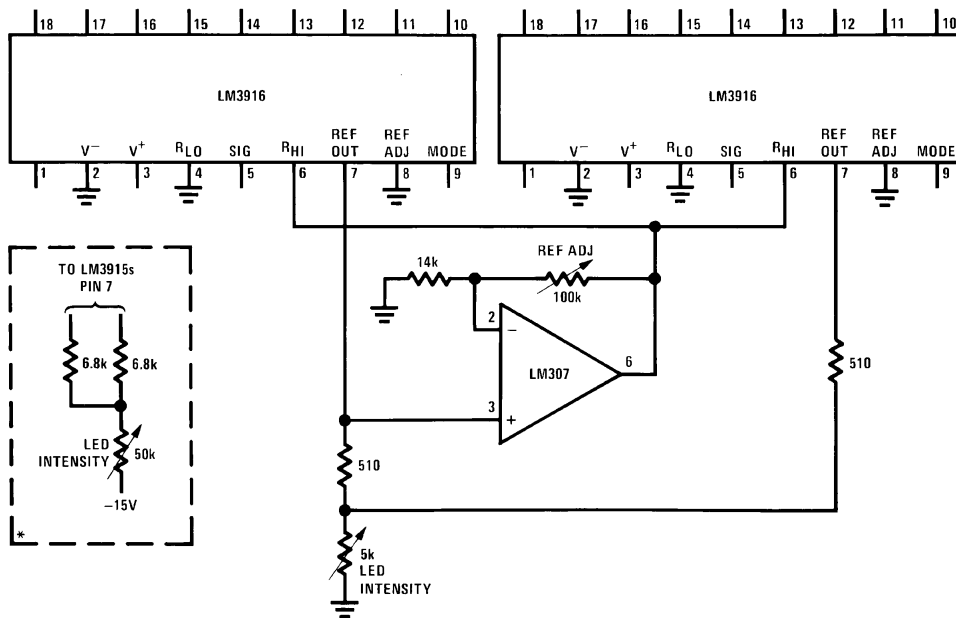 18 17 16 15 14 13 12 11 10
18 17 16 15 14 13 12 11 10
LM3916
LM3916
V− V+ RLO SIG RHI REF OUT REF ADJ MODE
V− V+ RLO SIG RHI REF OUT REF ADJ MODE
1 2 3 4 5 6 7 8 9
1 2 3 4 5 6 7 8 9
TO LM3915s
PIN 7
6.8k 6.8k
LED
INTENSITY
50k
−15V
*
14k
REF ADJ
100k
2
−
LM307
6
3
+
510
510
5k
LED
INTENSITY